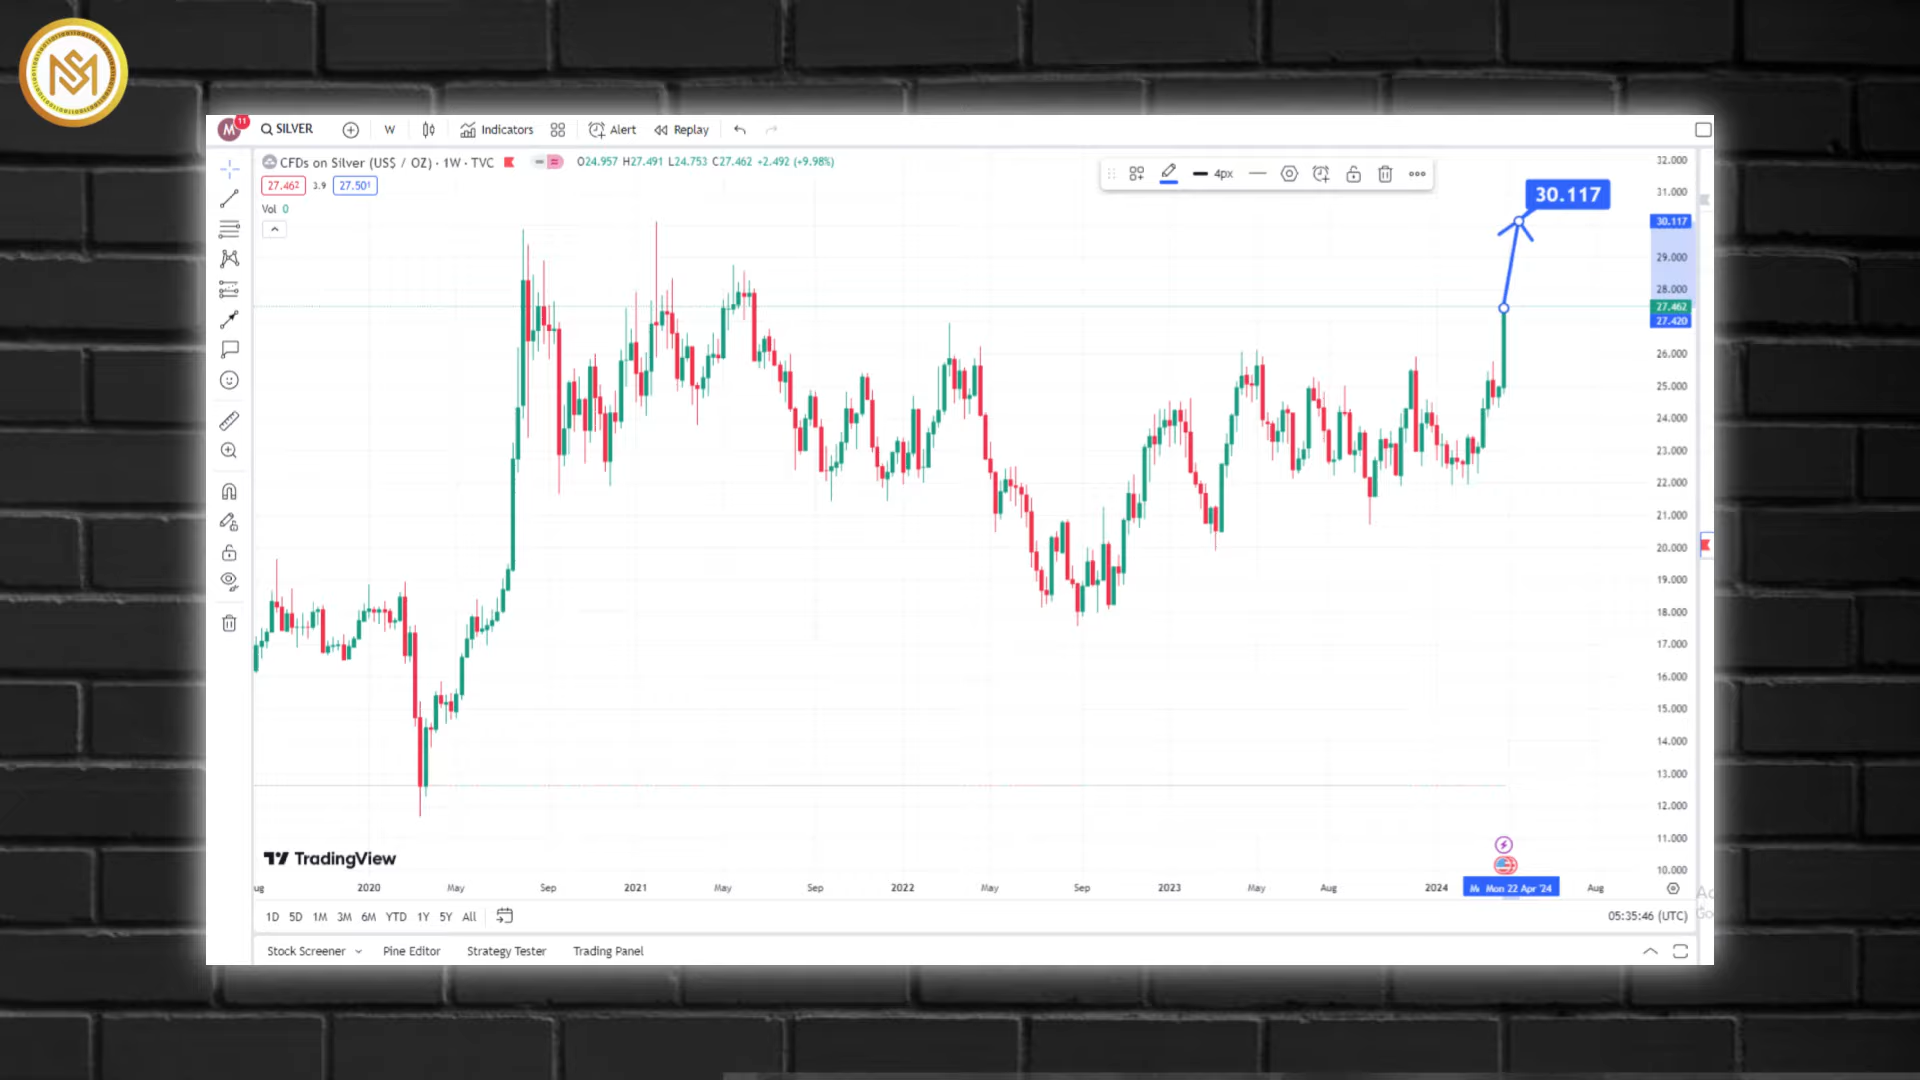 M 11 SILVER W Indicators Alert Replay
CFDs on Silver (US$ / OZ) · 1W · TVC O24.957 H27.491 L24.753 C27.462 +2.492 (+9.98%)
27.462 3.9 27.501
Vol 0
4px
30.117
32.000
31.000
30.117
29.000
28.000
27.462
27.420
26.000
25.000
24.000
23.000
22.000
21.000
20.000
19.000
18.000
17.000
16.000
15.000
14.000
13.000
12.000
11.000
10.000
TradingView
ug 2020 May Sep 2021 May Sep 2022 May Sep 2023 May Aug 2024 Mon 22 Apr '24 Aug
1D 5D 1M 3M 6M YTD 1Y 5Y All 05:35:46 (UTC)
Stock Screener Pine Editor Strategy Tester Trading Panel